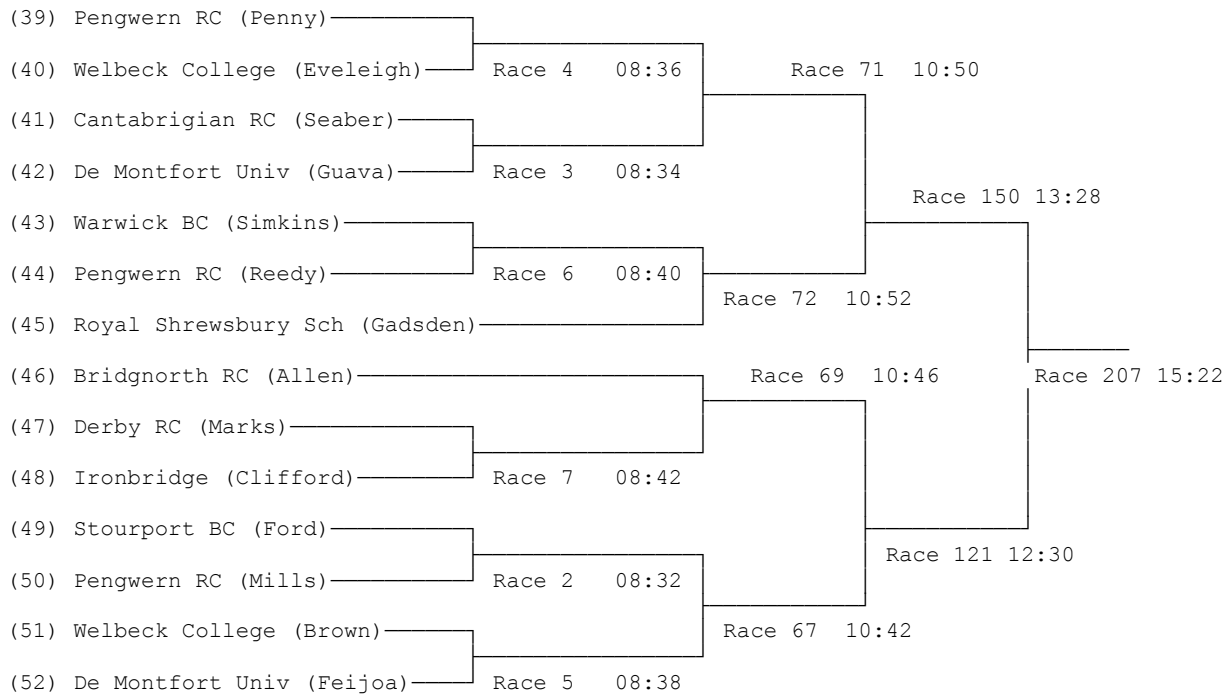 (39) Pengwern RC (Penny)
(40) Welbeck College (Eveleigh) Race 4 08:36 Race 71 10:50
(41) Cantabrigian RC (Seaber)
(42) De Montfort Univ (Guava) Race 3 08:34
Race 150 13:28
(43) Warwick BC (Simkins)
(44) Pengwern RC (Reedy) Race 6 08:40
Race 72 10:52
(45) Royal Shrewsbury Sch (Gadsden)
(46) Bridgnorth RC (Allen) Race 69 10:46 Race 207 15:22
(47) Derby RC (Marks)
(48) Ironbridge (Clifford) Race 7 08:42
(49) Stourport BC (Ford)
Race 121 12:30
(50) Pengwern RC (Mills) Race 2 08:32
(51) Welbeck College (Brown) Race 67 10:42
(52) De Montfort Univ (Feijoa) Race 5 08:38